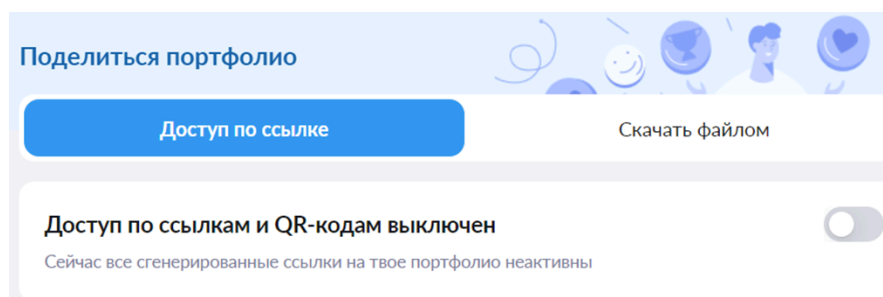 Поделиться портфолио
Доступ по ссылке
Скачать файлом
Доступ по ссылкам и QR-кодам выключен
Сейчас все сгенерированные ссылки на твое портфолио неактивны